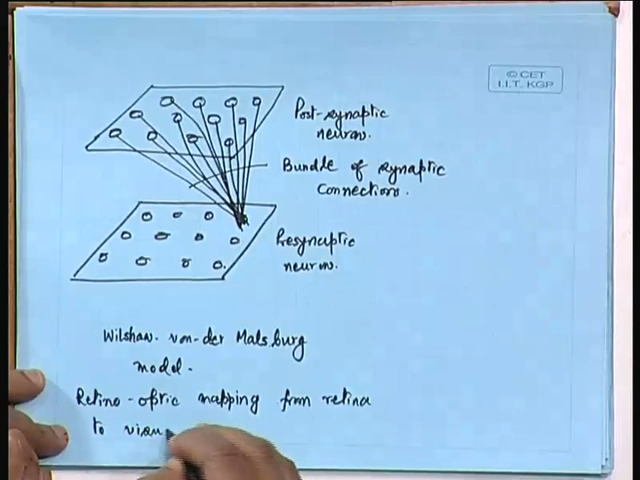 © CET
I.I.T. KGP
Post-synaptic
neuron.
Bundle of synaptic
connections.
Presynaptic
neuron.
Wilshaw. von-der Malsburg
model.
Retino-optic mapping from retina
to visu